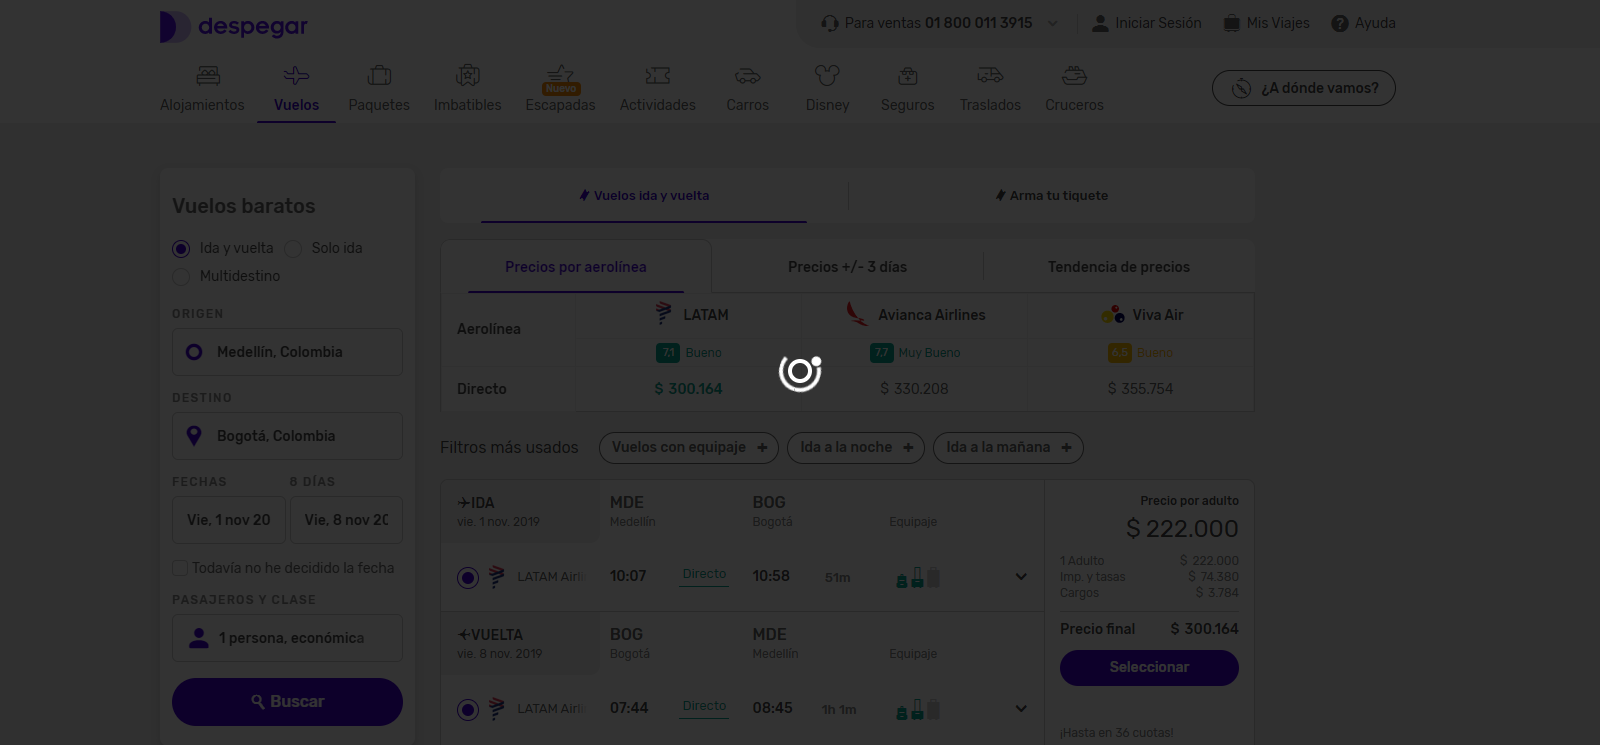 despegar
Para ventas 01 800 011 3915
Iniciar Sesión
Mis Viajes
Ayuda
Alojamientos
Vuelos
Paquetes
Imbatibles
Nuevo
Escapadas
Actividades
Carros
Disney
Seguros
Traslados
Cruceros
¿A dónde vamos?
Vuelos baratos
Ida y vuelta
Solo ida
Multidestino
ORIGEN
Medellín, Colombia
DESTINO
Bogotá, Colombia
FECHAS
8 DÍAS
Vie, 1 nov 20
Vie, 8 nov 20
Todavía no he decidido la fecha
PASAJEROS Y CLASE
1 persona, económica
Buscar
Vuelos ida y vuelta
Arma tu tiquete
Precios por aerolínea
Precios +/- 3 días
Tendencia de precios
Aerolínea
LATAM
Avianca Airlines
Viva Air
7,1 Bueno
7,7 Muy Bueno
6,5 Bueno
Directo
$ 300.164
$ 330.208
$ 355.754
Filtros más usados
Vuelos con equipaje +
Ida a la noche +
Ida a la mañana +
IDA
MDE
BOG
vie. 1 nov. 2019
Medellín
Bogotá
Equipaje
LATAM Airli
10:07
Directo
10:58
51m
VUELTA
BOG
MDE
vie. 8 nov. 2019
Bogotá
Medellín
Equipaje
LATAM Airli
07:44
Directo
08:45
1h 1m
Precio por adulto
$ 222.000
1 Adulto $ 222.000
Imp. y tasas $ 74.380
Cargos $ 3.784
Precio final $ 300.164
Seleccionar
¡Hasta en 36 cuotas!